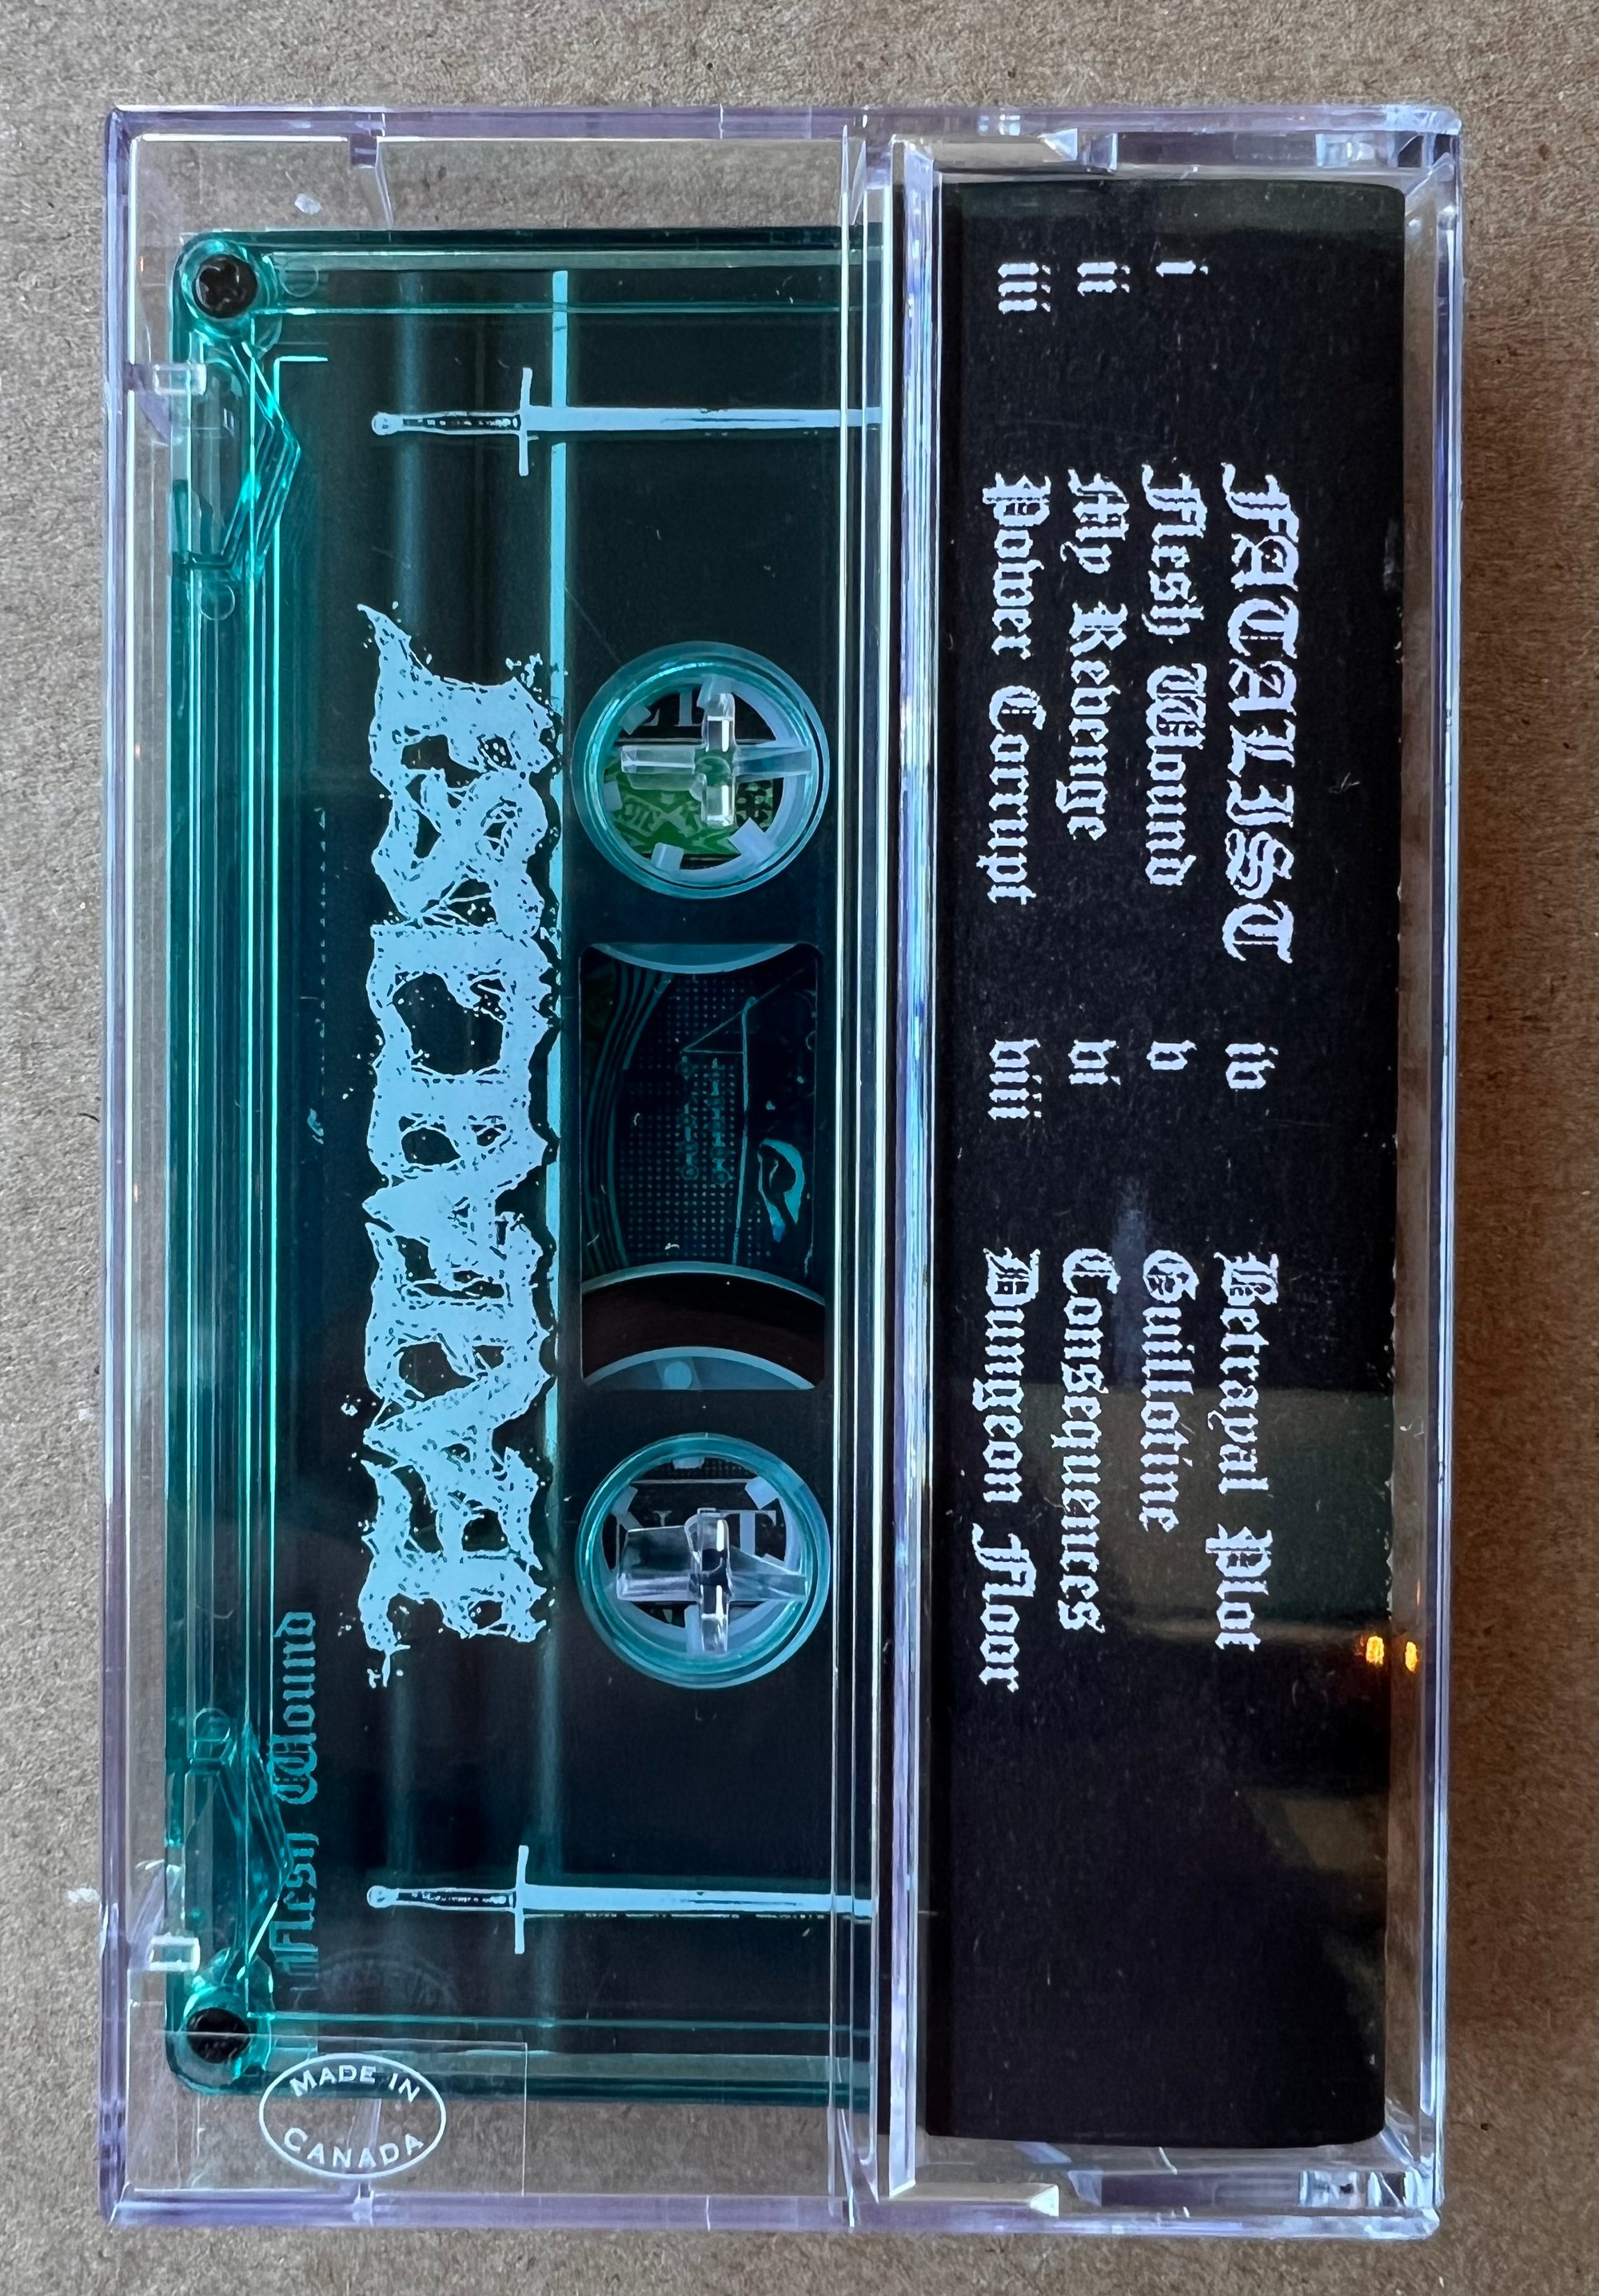 FATALIST
i Flesh Wound
ii My Revenge
iii Power Corrupt
iv Betrayal Plot
v Guillotine
vi Consequences
viii Dungeon Floor
Flesh Wound
MADE IN
CANADA